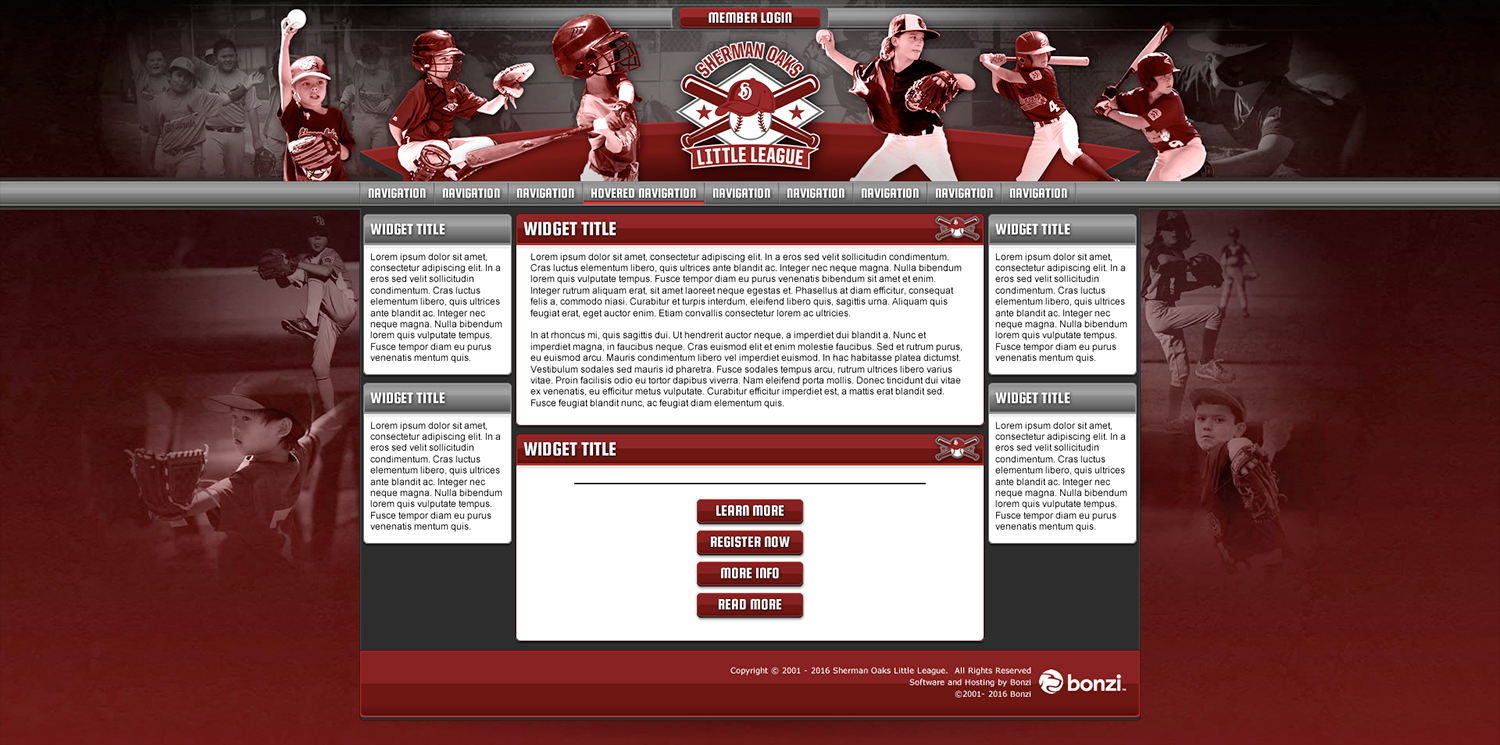 MEMBER LOGIN
SHERMAN OAKS
LITTLE LEAGUE
NAVIGATION NAVIGATION NAVIGATION HOVERED NAVIGATION NAVIGATION NAVIGATION NAVIGATION NAVIGATION NAVIGATION
WIDGET TITLE
Lorem ipsum dolor sit amet,
consectetur adipiscing elit. In a
eros sed velit sollicitudin
condimentum. Cras luctus
elementum libero, quis ultrices
ante blandit ac. Integer nec
neque magna. Nulla bibendum
lorem quis vulputate tempus.
Fusce tempor diam eu purus
venenatis mentum quis.
WIDGET TITLE
Lorem ipsum dolor sit amet,
consectetur adipiscing elit. In a
eros sed velit sollicitudin
condimentum. Cras luctus
elementum libero, quis ultrices
ante blandit ac. Integer nec
neque magna. Nulla bibendum
lorem quis vulputate tempus.
Fusce tempor diam eu purus
venenatis mentum quis.
WIDGET TITLE
Lorem ipsum dolor sit amet, consectetur adipiscing elit. In a eros sed velit sollicitudin condimentum.
Cras luctus elementum libero, quis ultrices ante blandit ac. Integer nec neque magna. Nulla bibendum
lorem quis vulputate tempus. Fusce tempor diam eu purus venenatis bibendum sit amet et enim.
Integer rutrum aliquam erat, sit amet laoreet neque egestas et. Phasellus at diam efficitur, consequat
felis a, commodo niasi. Curabitur et turpis interdum, eleifend libero quis, sagittis urna. Aliquam quis
feugiat erat, eget auctor enim. Etiam convallis consectetur lorem ac ultricies.
In at rhoncus mi, quis sagittis dui. Ut hendrerit auctor neque, a imperdiet dui blandit a. Nunc et
imperdiet magna, in faucibus neque. Cras euismod elit et enim molestie faucibus. Sed et rutrum purus,
eu euismod arcu. Mauris condimentum libero vel imperdiet euismod. In hac habitasse platea dictumst.
Vestibulum sodales sed mauris id pharetra. Fusce sodales tempus arcu, rutrum ultrices libero varius
vitae. Proin facilisis odio eu tortor dapibus viverra. Nam eleifend porta mollis. Donec tincidunt dui vitae
ex venenatis, eu efficitur metus vulputate. Curabitur efficitur imperdiet est, a mattis erat blandit sed.
Fusce feugiat blandit nunc, ac feugiat diam elementum quis.
WIDGET TITLE
LEARN MORE
REGISTER NOW
MORE INFO
READ MORE
WIDGET TITLE
Lorem ipsum dolor sit amet,
consectetur adipiscing elit. In a
eros sed velit sollicitudin
condimentum. Cras luctus
elementum libero, quis ultrices
ante blandit ac. Integer nec
neque magna. Nulla bibendum
lorem quis vulputate tempus.
Fusce tempor diam eu purus
venenatis mentum quis.
WIDGET TITLE
Lorem ipsum dolor sit amet,
consectetur adipiscing elit. In a
eros sed velit sollicitudin
condimentum. Cras luctus
elementum libero, quis ultrices
ante blandit ac. Integer nec
neque magna. Nulla bibendum
lorem quis vulputate tempus.
Fusce tempor diam eu purus
venenatis mentum quis.
Copyright © 2001 - 2016 Sherman Oaks Little League. All Rights Reserved
Software and Hosting by Bonzi
©2001- 2016 Bonzi
bonzi™